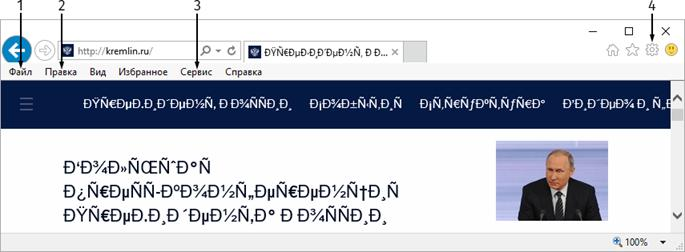 1 2 3 4
http://kremlin.ru/
ÐŸÑ€ÐµÐ·Ð¸Ð´ÐµÐ½Ñ‚ Ð Ð...
Файл Правка Вид Избранное Сервис Справка
ÐŸÑ€ÐµÐ·Ð¸Ð´ÐµÐ½Ñ‚ Ð Ð¾ÑÑÐ¸Ð¸ Ð¡Ð¾Ð±Ñ‹Ñ‚Ð¸Ñ Ð¡Ñ‚Ñ€ÑƒÐºÑ‚ÑƒÑ€Ð°
Ð‘Ð¾Ð»ÑŒÑˆÐ°Ñ
Ð¿Ñ€ÐµÑÑ-ÐºÐ¾Ð½Ñ„ÐµÑ€ÐµÐ½Ñ†Ð¸Ñ
ÐŸÑ€ÐµÐ·Ð¸Ð´ÐµÐ½Ñ‚Ð° Ð Ð¾ÑÑÐ¸Ð¸
100%